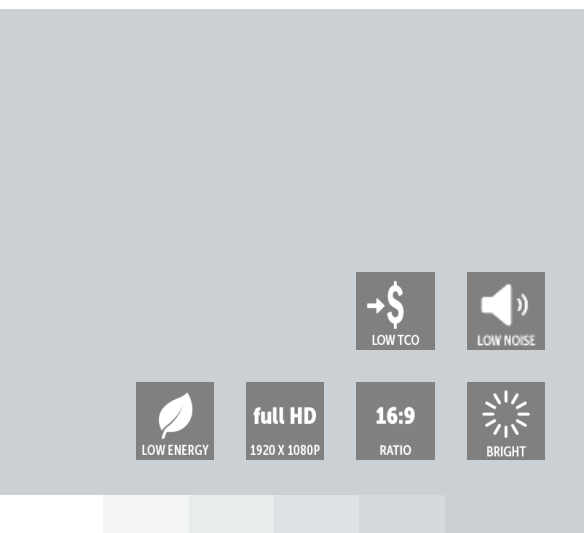 $
LOW TCO
LOW NOISE
LOW ENERGY
full HD
1920 X 1080P
16:9
RATIO
BRIGHT